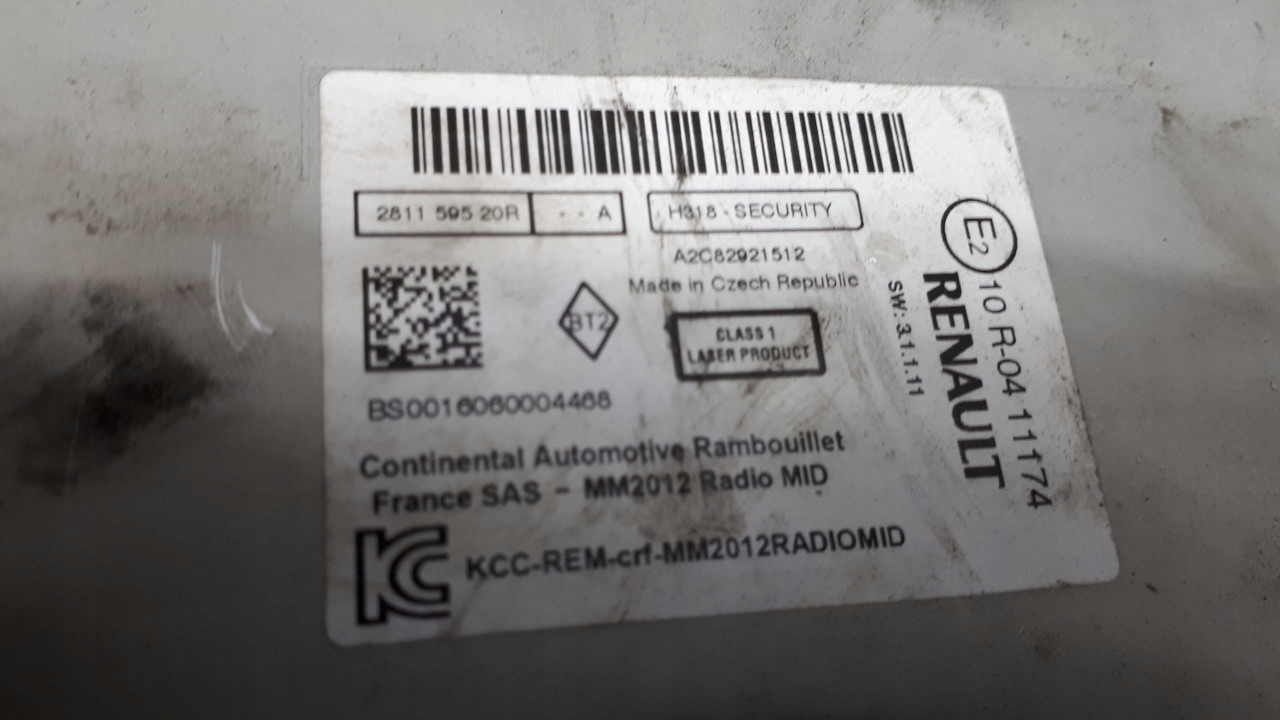 2811 595 20R - - A
H318 - SECURITY
A2C82921512
Made in Czech Republic
BT2
CLASS 1
LASER PRODUCT
BS0016060004468
Continental Automotive Rambouillet
France SAS - MM2012 Radio MID
KC KCC-REM-crf-MM2012RADIOMID
E2 10 R-04 11174
RENAULT
SW: 3.1.1.11